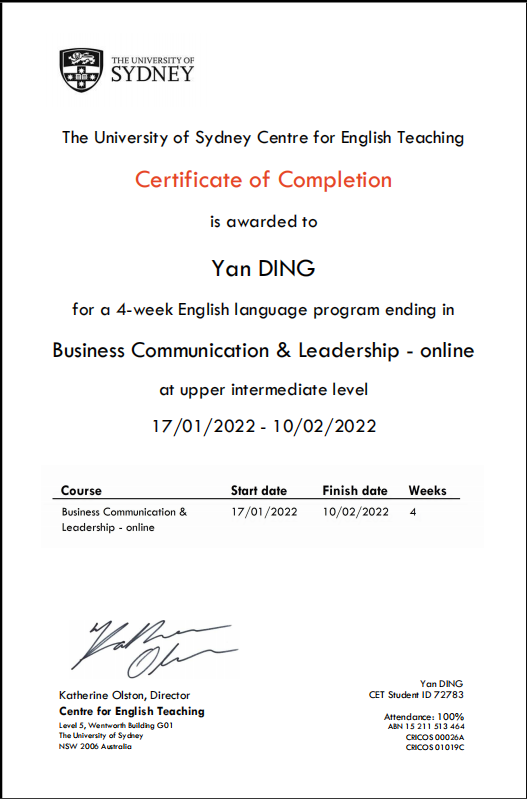 THE UNIVERSITY OF
SYDNEY
The University of Sydney Centre for English Teaching
Certificate of Completion
is awarded to
Yan DING
for a 4-week English language program ending in
Business Communication & Leadership - online
at upper intermediate level
17/01/2022 - 10/02/2022
Course Start date Finish date Weeks
Business Communication & 17/01/2022 10/02/2022 4
Leadership - online
Katherine Olston, Director
Centre for English Teaching
Level 5, Wentworth Building G01
The University of Sydney
NSW 2006 Australia
Yan DING
CET Student ID 72783
Attendance: 100%
ABN 15 211 513 464
CRICOS 00026A
CRICOS 01019C